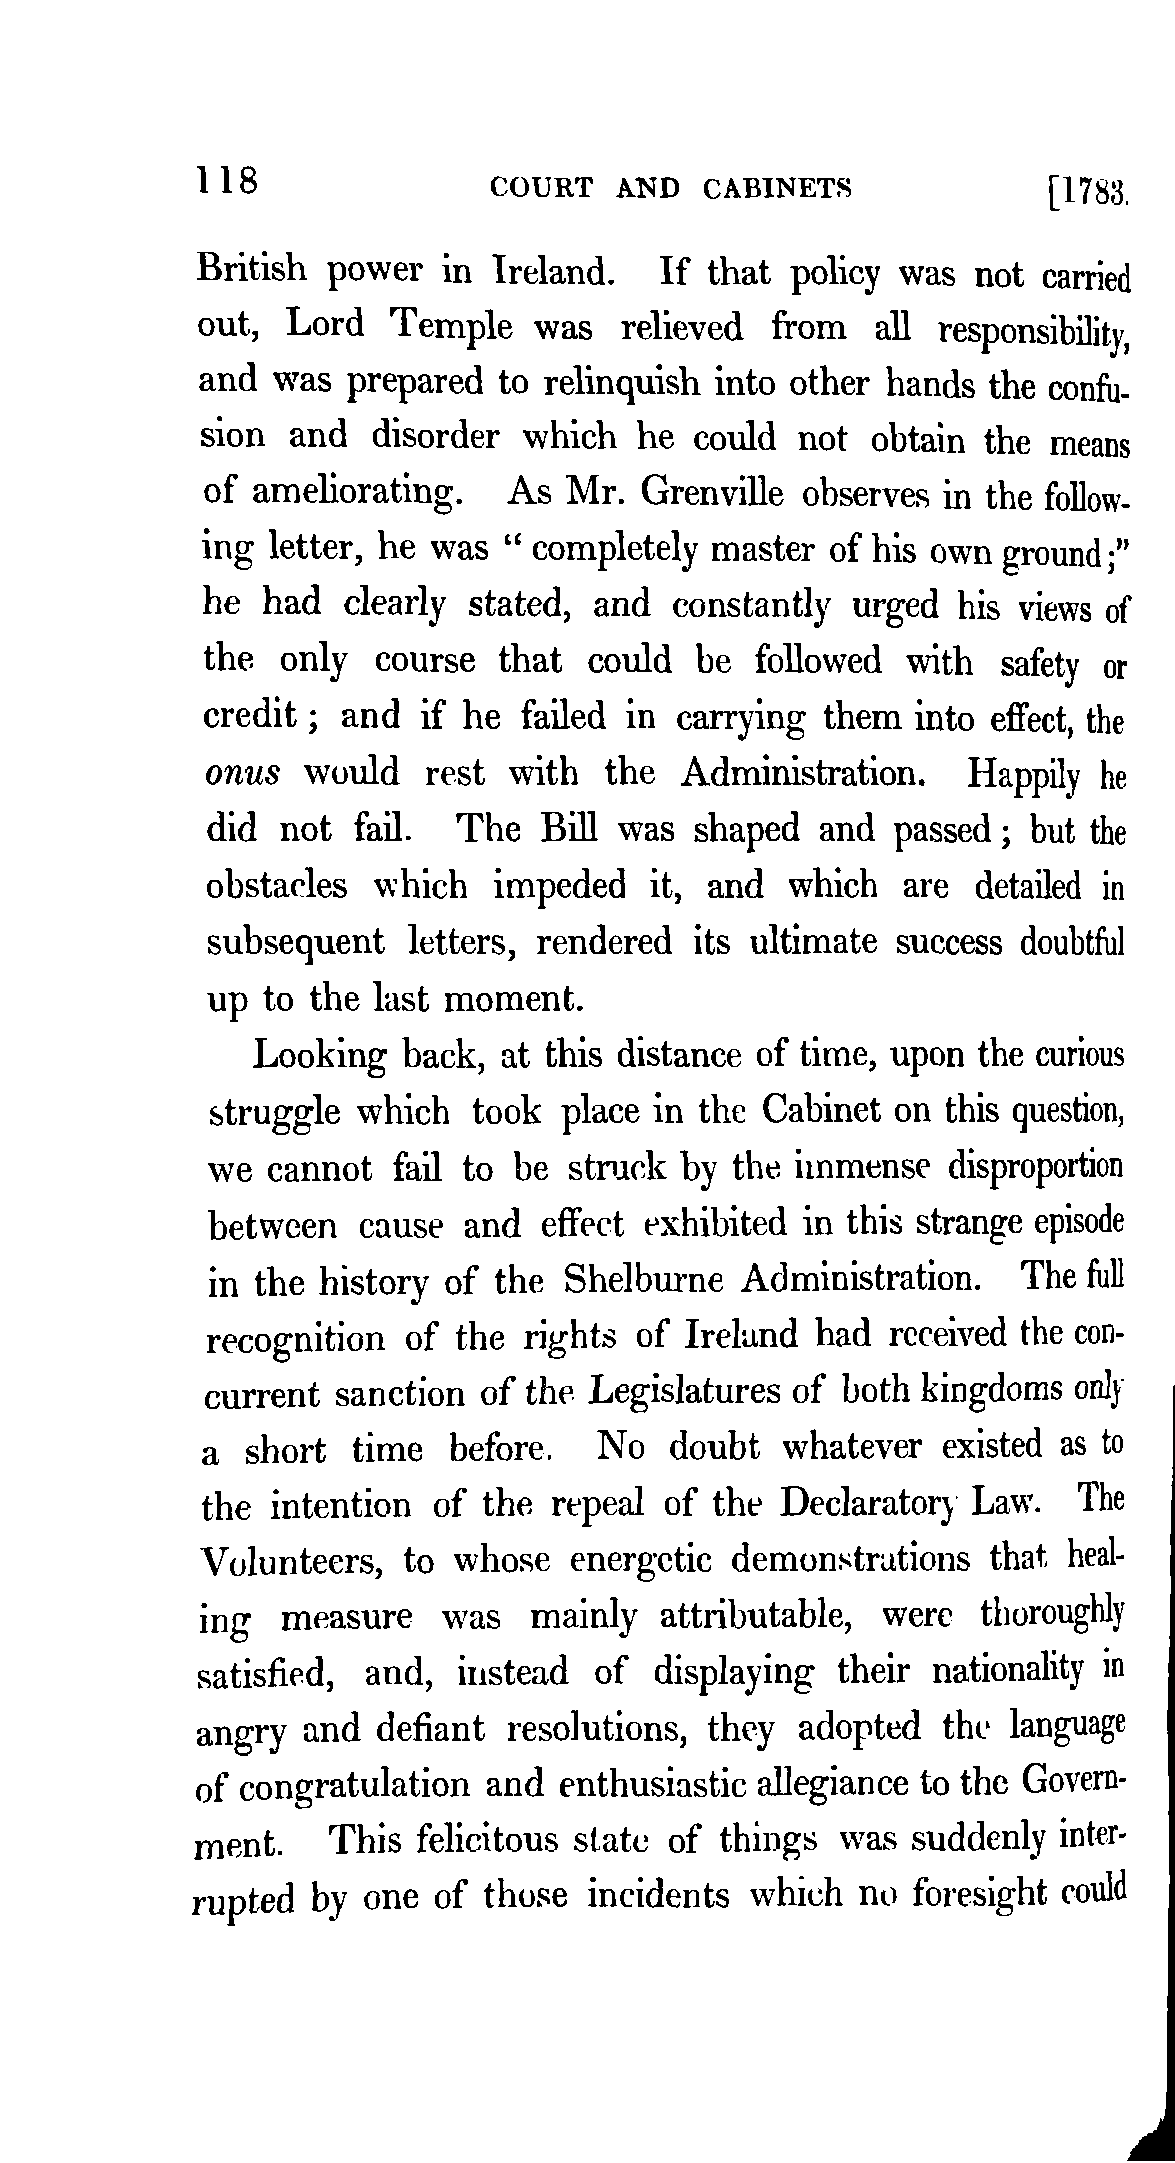 118 COURT AND CABINETS [1783.
British power in Ireland. If that policy was not carried
out, Lord Temple was relieved from all responsibility,
and was prepared to relinquish into other hands the confu-
sion and disorder which he could not obtain the means
of ameliorating. As Mr. Grenville observes in the follow-
ing letter, he was “ completely master of his own ground ;”
he had clearly stated, and constantly urged his views of
the only course that could be followed with safety or
credit ; and if he failed in carrying them into effect, the
onus would rest with the Administration. Happily he
did not fail. The Bill was shaped and passed ; but the
obstacles which impeded it, and which are detailed in
subsequent letters, rendered its ultimate success doubtful
up to the last moment.
Looking back, at this distance of time, upon the curious
struggle which took place in the Cabinet on this question,
we cannot fail to be struck by the immense disproportion
between cause and effect exhibited in this strange episode
in the history of the Shelburne Administration. The full
recognition of the rights of Ireland had received the con-
current sanction of the Legislatures of both kingdoms only
a short time before. No doubt whatever existed as to
the intention of the repeal of the Declaratory Law. The
Volunteers, to whose energetic demonstrations that heal-
ing measure was mainly attributable, were thoroughly
satisfied, and, instead of displaying their nationality in
angry and defiant resolutions, they adopted the language
of congratulation and enthusiastic allegiance to the Govern-
ment. This felicitous state of things was suddenly inter-
rupted by one of those incidents which no foresight could